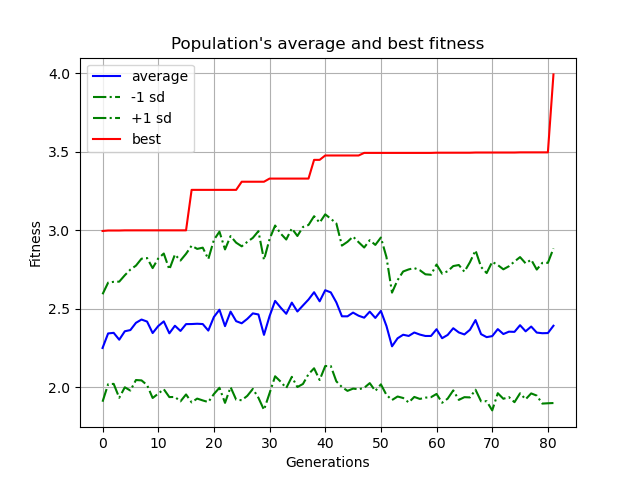 Population's average and best fitness
average
-1 sd
+1 sd
best
4.0
3.5
3.0
2.5
2.0
Fitness
0 10 20 30 40 50 60 70 80
Generations